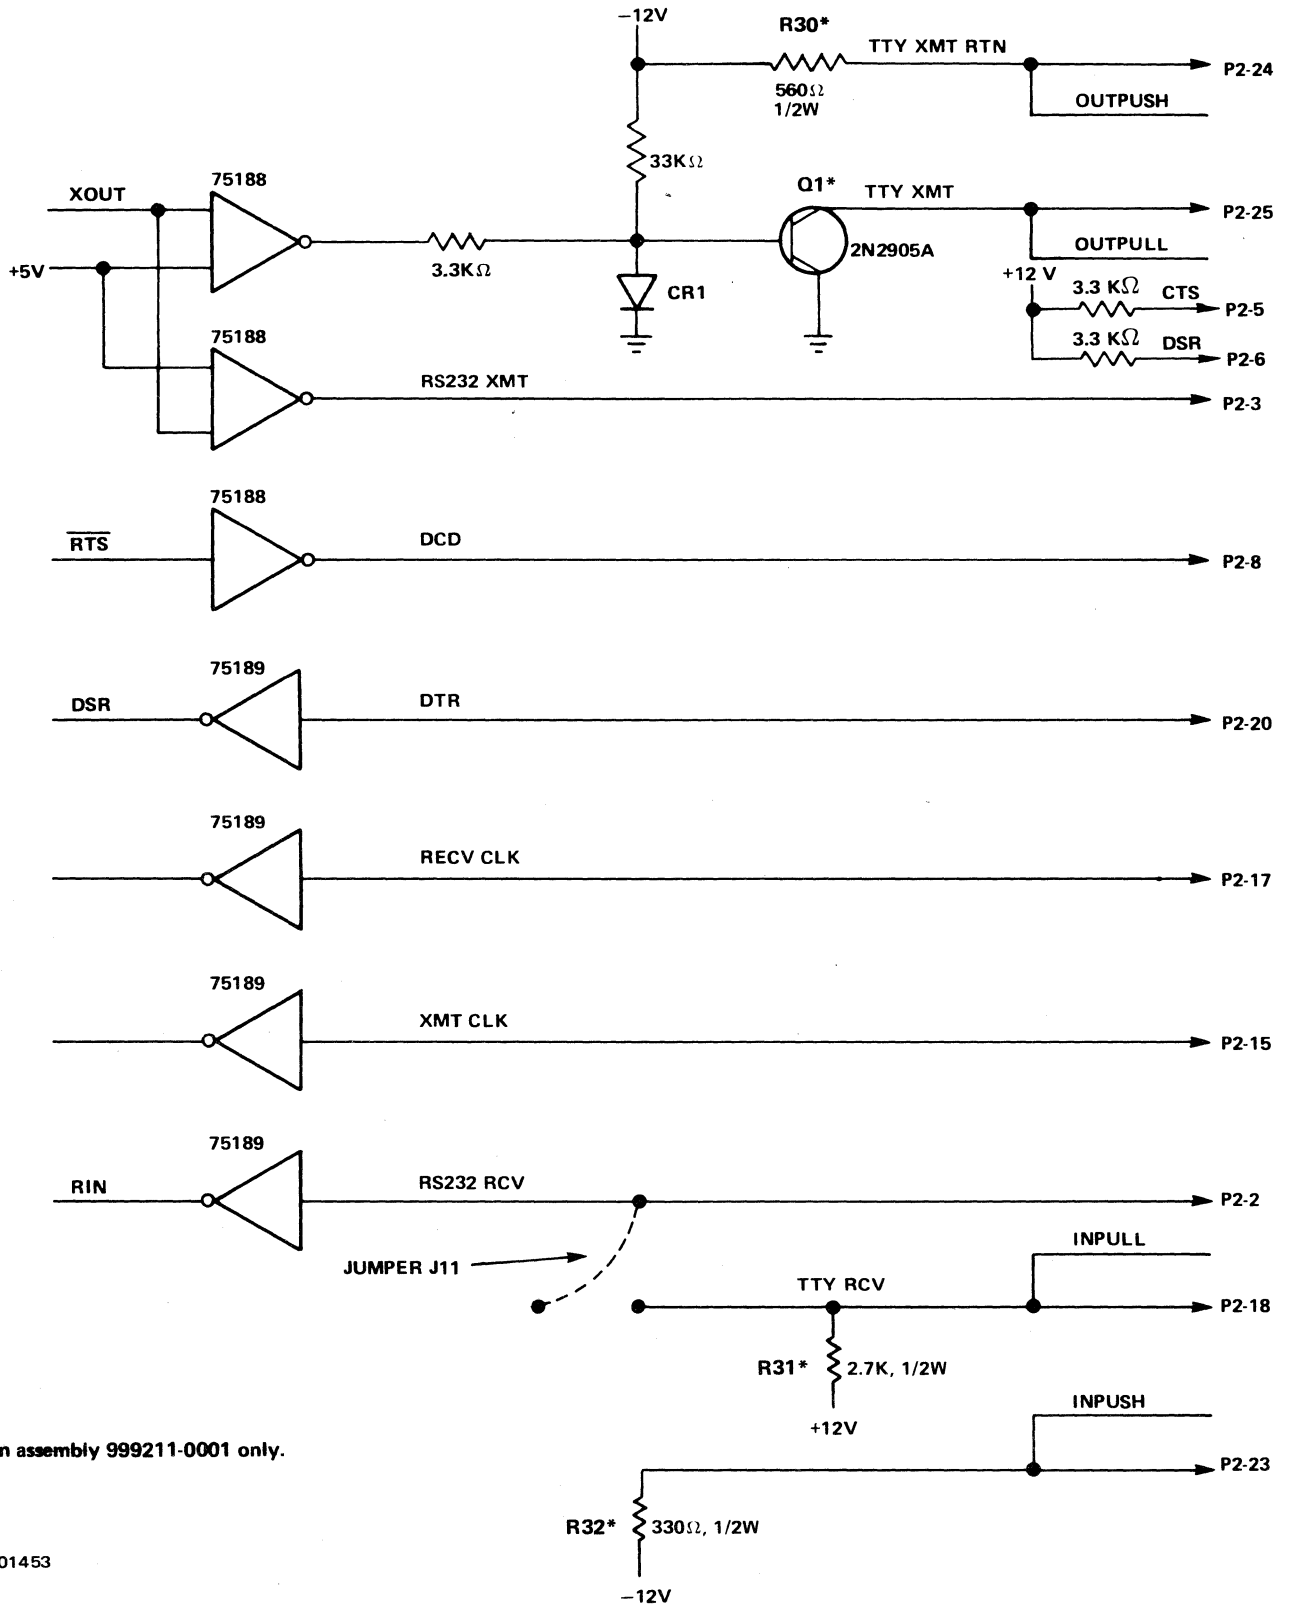 −12V
R30*
TTY XMT RTN
P2-24
560Ω
1/2W
OUTPUSH
33KΩ
75188
XOUT
Q1*
TTY XMT
P2-25
2N2905A
OUTPULL
+5V
3.3KΩ
CR1
+12 V
3.3 KΩ
CTS
P2-5
75188
3.3 KΩ
DSR
P2-6
RS232 XMT
P2-3
75188
RTS
DCD
P2-8
75189
DSR
DTR
P2-20
75189
RECV CLK
P2-17
75189
XMT CLK
P2-15
75189
RIN
RS232 RCV
P2-2
INPULL
JUMPER J11
TTY RCV
P2-18
R31*
2.7K, 1/2W
INPUSH
+12V
n assembly 999211-0001 only.
P2-23
R32*
330Ω, 1/2W
01453
−12V